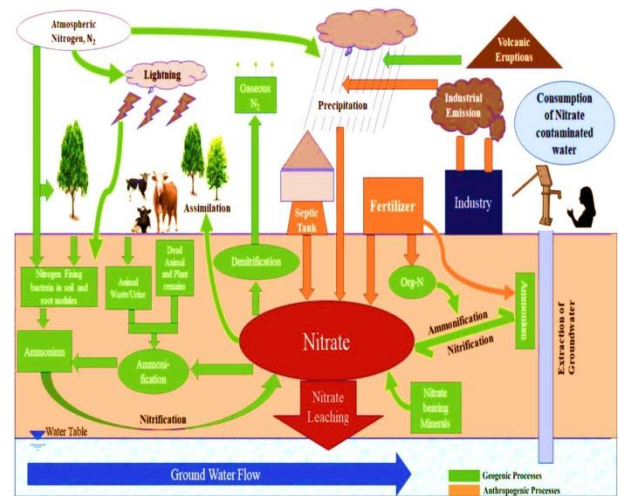 Atmospheric
Nitrogen, N₂
Lightning
Gaseous
N₂
Precipitation
Volcanic
Eruptions
Industrial
Emission
Consumption
of Nitrate
contaminated
water
Assimilation
Septic
Tank
Fertilizer
Industry
Nitrogen Fixing
bacteria in soil and
root nodules
Animal
Waste/Urine
Dead
Animal
and Plant
remains
Denitrification
Org-N
Ammonium
Ammonification
Nitrification
Extraction of
Groundwater
Ammonium
Ammoni-
fication
Nitrate
Nitrification
Nitrate
Leaching
Nitrate
bearing
Minerals
Water Table
Ground Water Flow
Geogenic Processes
Anthropogenic Processes